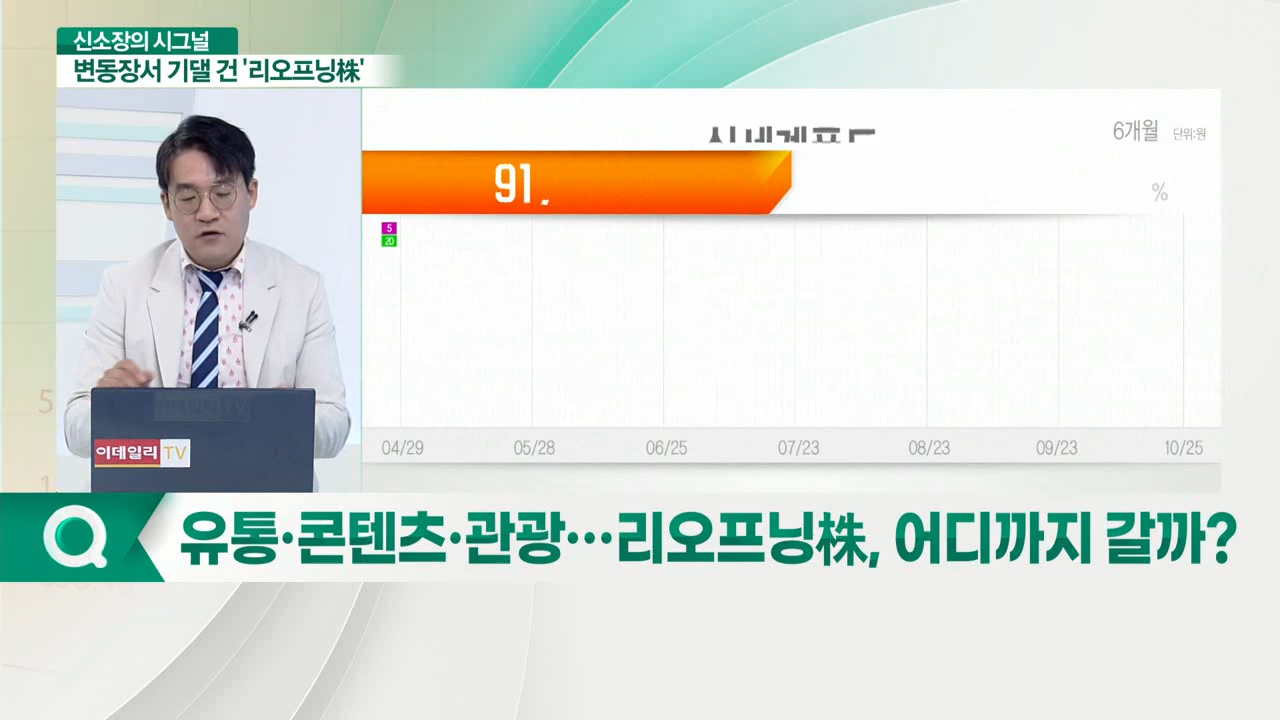 신소장의 시그널
변동장서 기댈 건 '리오프닝株'
6개월 단위:원
91.
%
5
20
04/29 05/28 06/25 07/23 08/23 09/23 10/25
이데일리 TV
유통·콘텐츠·관광…리오프닝株, 어디까지 갈까?